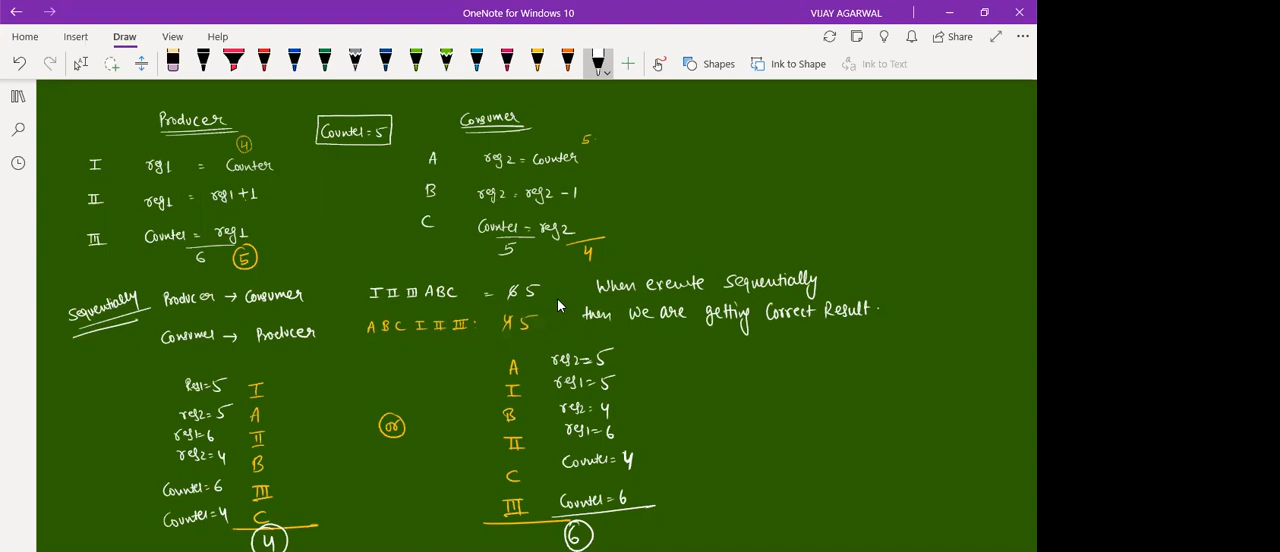 OneNote for Windows 10
VIJAY AGARWAL
Home Insert Draw View Help
Share
Shapes Ink to Shape Ink to Text
Producer Counter = 5 Consumer
4 5
I reg1 = Counter A reg2 = Counter
II reg1 = reg1 + 1 B reg2 = reg2 - 1
III Counter = reg1 C Counter = reg2
6 5 5 4
Sequentially Producer → Consumer I II III ABC = 6 5 When execute Sequentially
Consumer → Producer ABC I II III : 4 5 then we are getting Correct Result.
A reg2 = 5
Reg1 = 5 I I reg1 = 5
reg2 = 5 A or B reg2 = 4
reg1 = 6 II II reg1 = 6
reg2 = 4 B C Counter = 4
Counter = 6 III III Counter = 6
Counter = 4 C
4 6